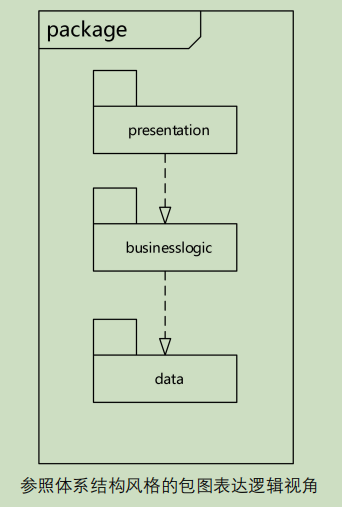 package
presentation
businesslogic
data
参照体系结构风格的包图表达逻辑视角